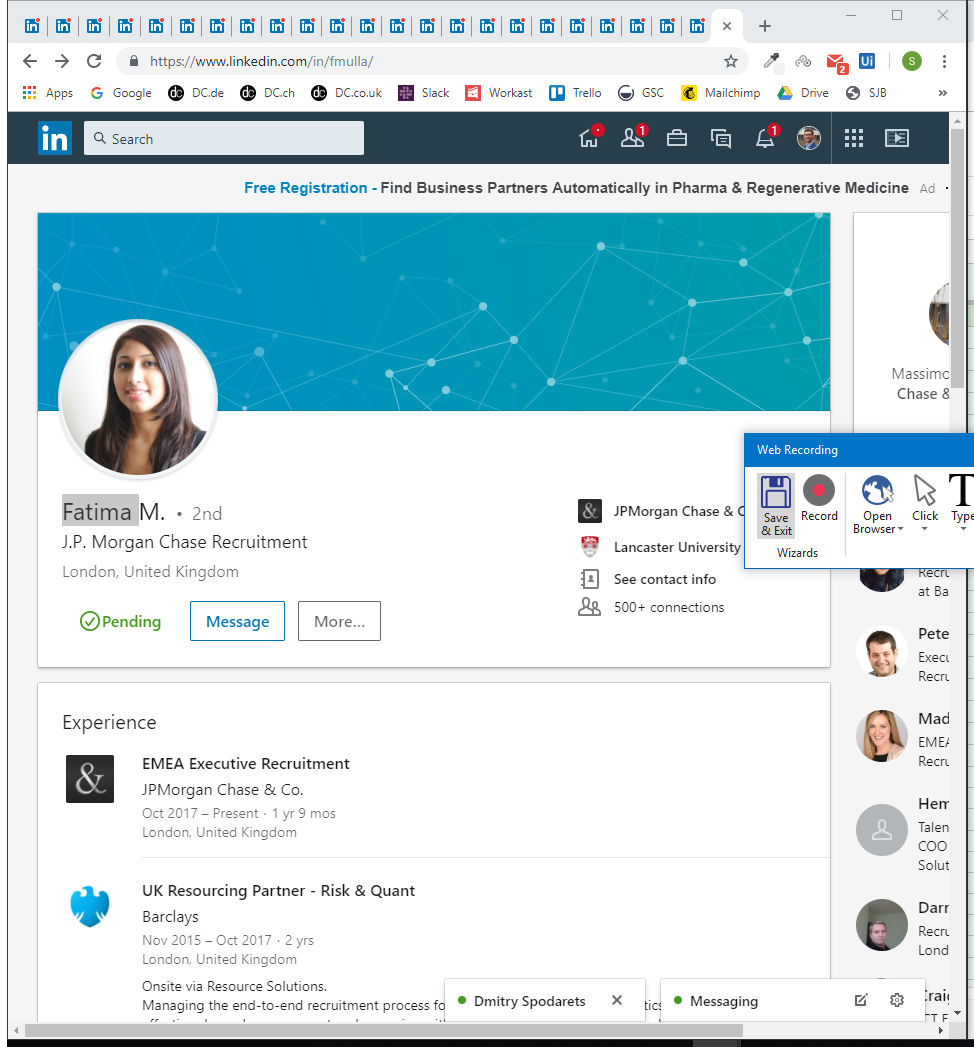 https://www.linkedin.com/in/fmulla/
2
Ui
S
Apps
Google
DC.de
DC.ch
DC.co.uk
Slack
Workast
Trello
GSC
Mailchimp
Drive
SJB
»
in
Search
1
1
Free Registration - Find Business Partners Automatically in Pharma & Regenerative Medicine Ad
Massimo
Chase &
Web Recording
Save
& Exit
Record
Open
Browser
Click
Type
Wizards
Fatima M. • 2nd
J.P. Morgan Chase Recruitment
London, United Kingdom
Pending
Message
More...
JPMorgan Chase & C
Lancaster University
See contact info
500+ connections
Recru
at Ba
Pete
Execu
Recru
Mad
EMEA
Recru
Hem
Talen
COO
Solut
Darr
Recru
Lond
Craig
Experience
EMEA Executive Recruitment
JPMorgan Chase & Co.
Oct 2017 – Present · 1 yr 9 mos
London, United Kingdom
UK Resourcing Partner - Risk & Quant
Barclays
Nov 2015 – Oct 2017 · 2 yrs
London, United Kingdom
Onsite via Resource Solutions.
Managing the end-to-end recruitment process fo
Dmitry Spodarets
Messaging